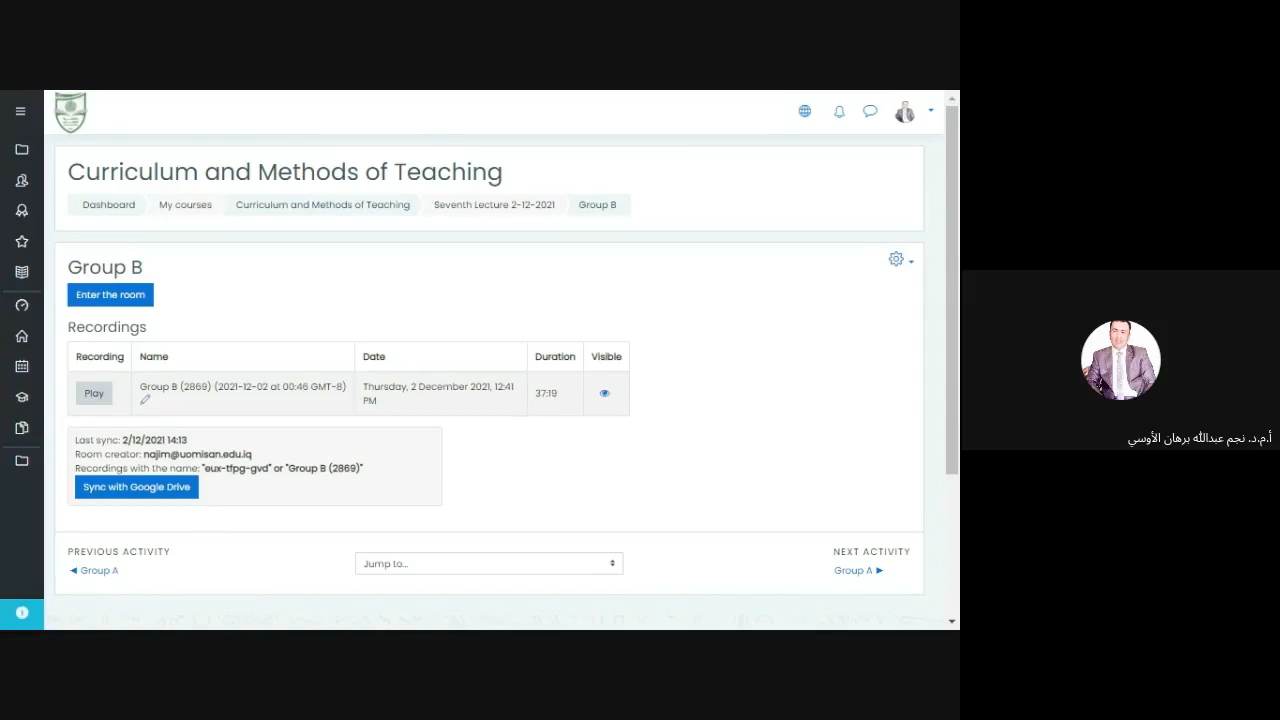 Curriculum and Methods of Teaching
Dashboard My courses Curriculum and Methods of Teaching Seventh Lecture 2-12-2021 Group B
Group B
Enter the room
Recordings
Recording Name Date Duration Visible
Play Group B (2869) (2021-12-02 at 00:46 GMT-8) Thursday, 2 December 2021, 12:41 PM 37:19
Last sync: 2/12/2021 14:13
Room creator: najim@uomisan.edu.iq
Recordings with the name: "eux-tfpg-gvd" or "Group B (2869)"
Sync with Google Drive
PREVIOUS ACTIVITY
◄ Group A
Jump to...
NEXT ACTIVITY
Group A ►
أ.م.د. نجم عبدالله برهان الأوسي